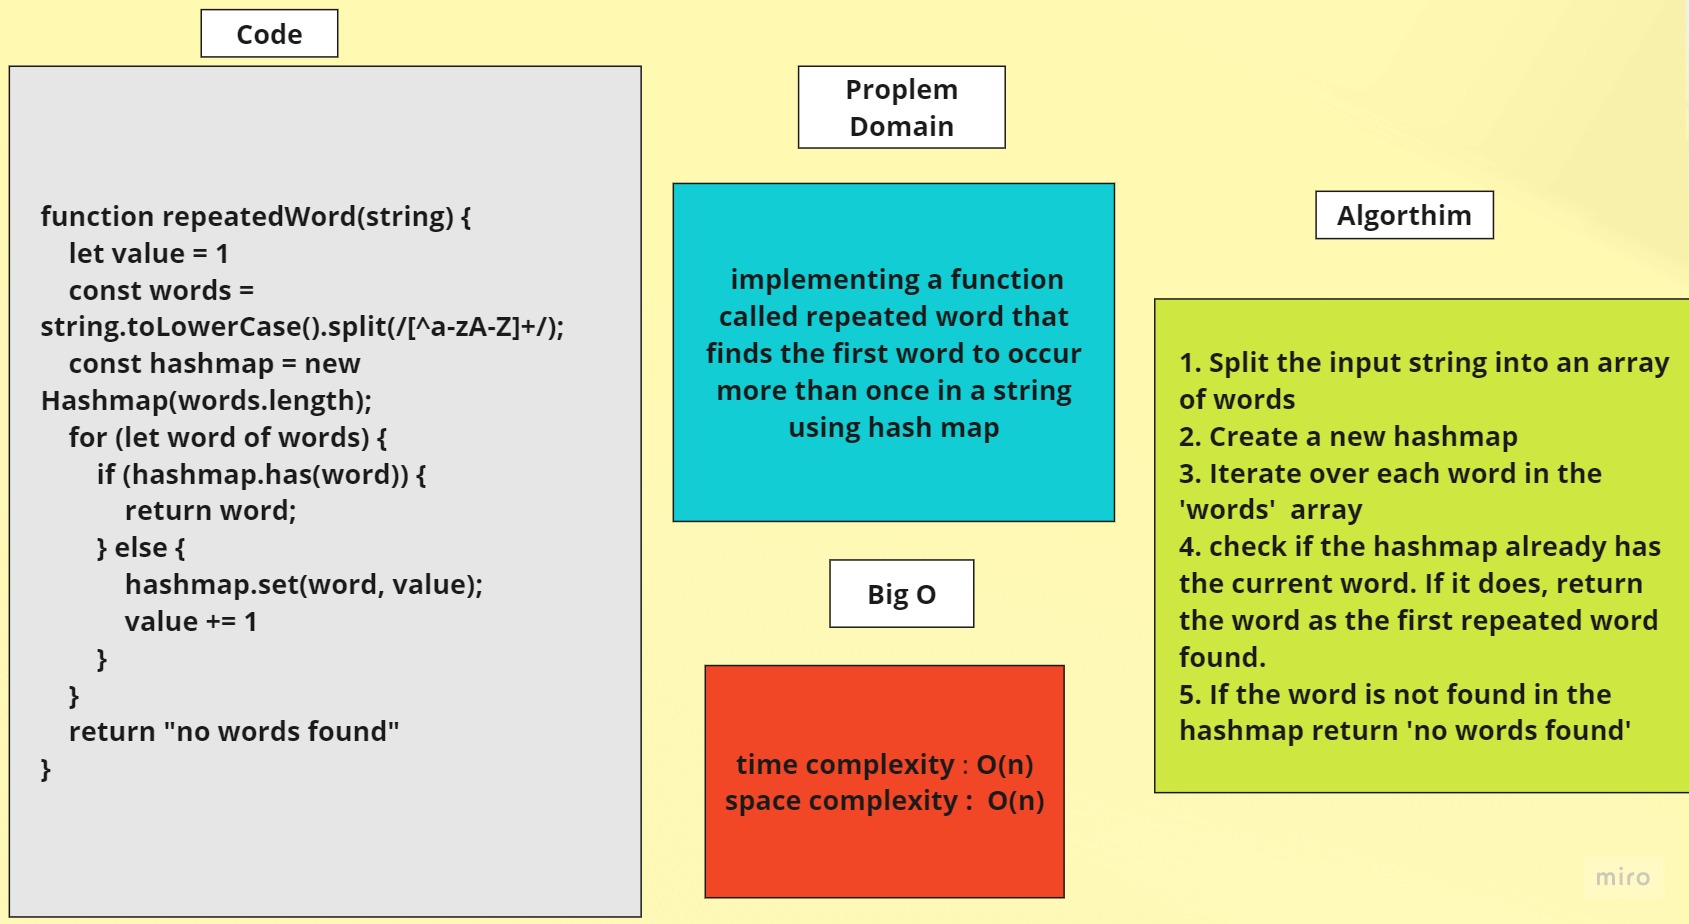 Code
function repeatedWord(string) {
let value = 1
const words =
string.toLowerCase().split(/[^a-zA-Z]+/);
const hashmap = new
Hashmap(words.length);
for (let word of words) {
if (hashmap.has(word)) {
return word;
} else {
hashmap.set(word, value);
value += 1
}
}
return "no words found"
}
Proplem
Domain
implementing a function
called repeated word that
finds the first word to occur
more than once in a string
using hash map
Big O
time complexity : O(n)
space complexity : O(n)
Algorthim
1. Split the input string into an array
of words
2. Create a new hashmap
3. Iterate over each word in the
'words' array
4. check if the hashmap already has
the current word. If it does, return
the word as the first repeated word
found.
5. If the word is not found in the
hashmap return 'no words found'
miro